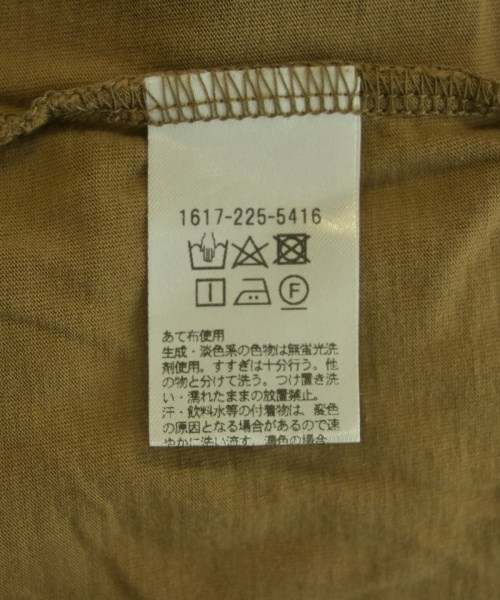 1617-225-5416
F
あて布使用
生成・淡色系の色物は無蛍光洗
剤使用。すすぎは十分行う。他
の物と分けて洗う。つけ置き洗
い・濡れたままの放置禁止。
汗・飲料水等の付着物は、変色
の原因となる場合があるので速
やかに洗い流す。濃色の場合、